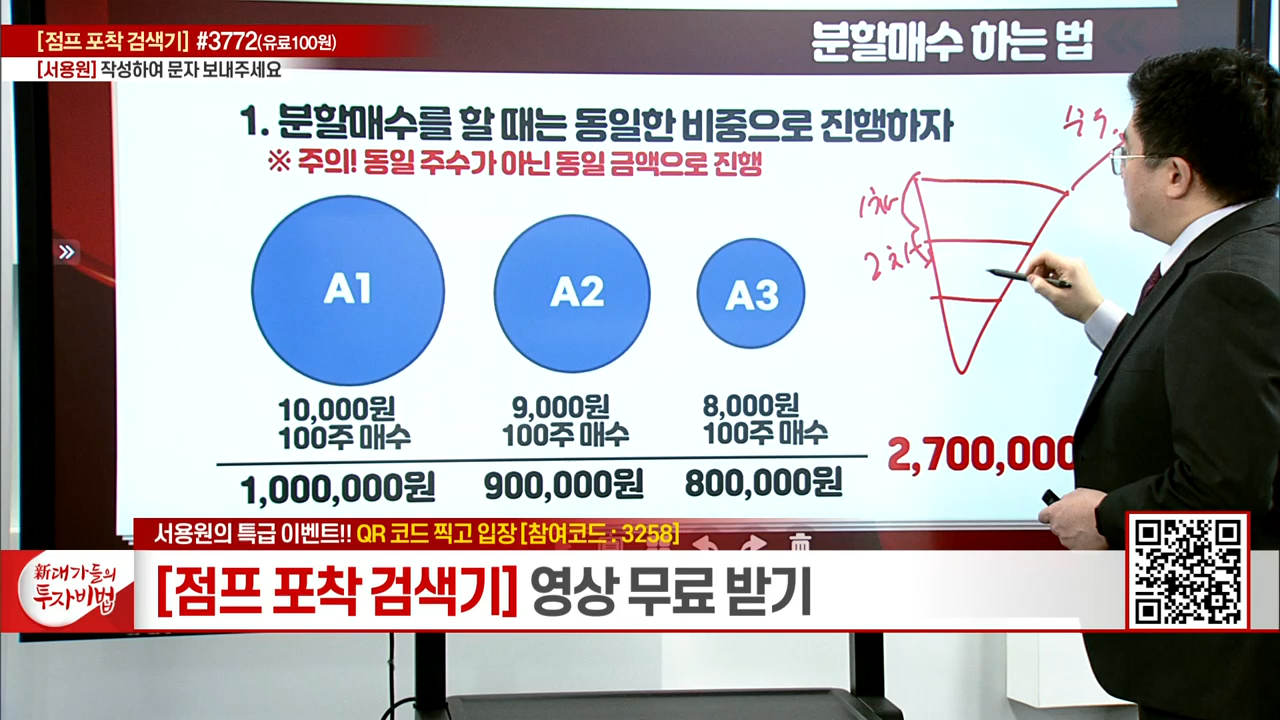 [점프 포착 검색기] #3772(유료100원)
[서용원] 작성하여 문자 보내주세요
분할매수 하는 법
1. 분할매수를 할 때는 동일한 비중으로 진행하자
※ 주의! 동일 주수가 아닌 동일 금액으로 진행
1차
2차
A1
A2
A3
10,000원
100주 매수
9,000원
100주 매수
8,000원
100주 매수
1,000,000원
900,000원
800,000원
2,700,000
서용원의 특급 이벤트!! QR 코드 찍고 입장 [참여코드 : 3258]
新대가들의
투자비법
[점프 포착 검색기] 영상 무료 받기